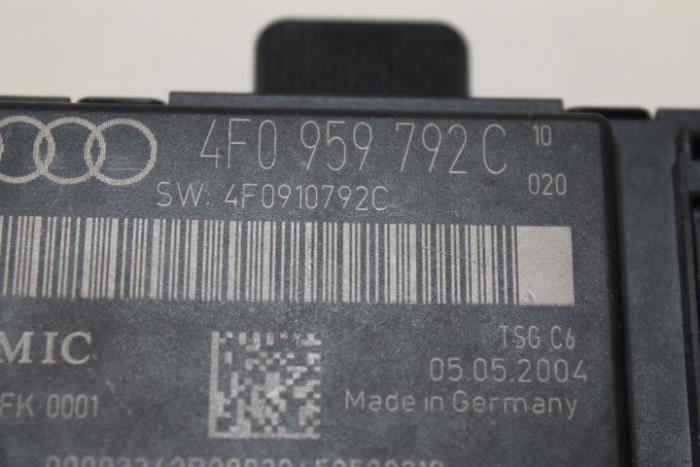 4F0 959 792 C 10
SW: 4F0910792C 020
MIC
TSG C6
05.05.2004
FK 0001
Made in Germany